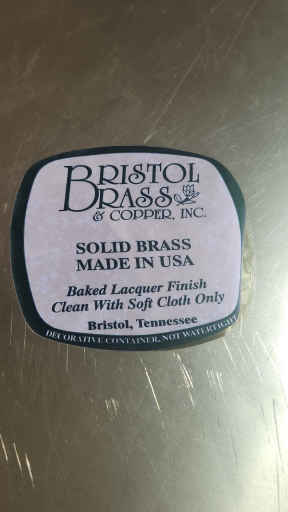 BRISTOL
BRASS
& COPPER, INC.
SOLID BRASS
MADE IN USA
Baked Lacquer Finish
Clean With Soft Cloth Only
Bristol, Tennessee
DECORATIVE CONTAINER, NOT WATERTIGHT